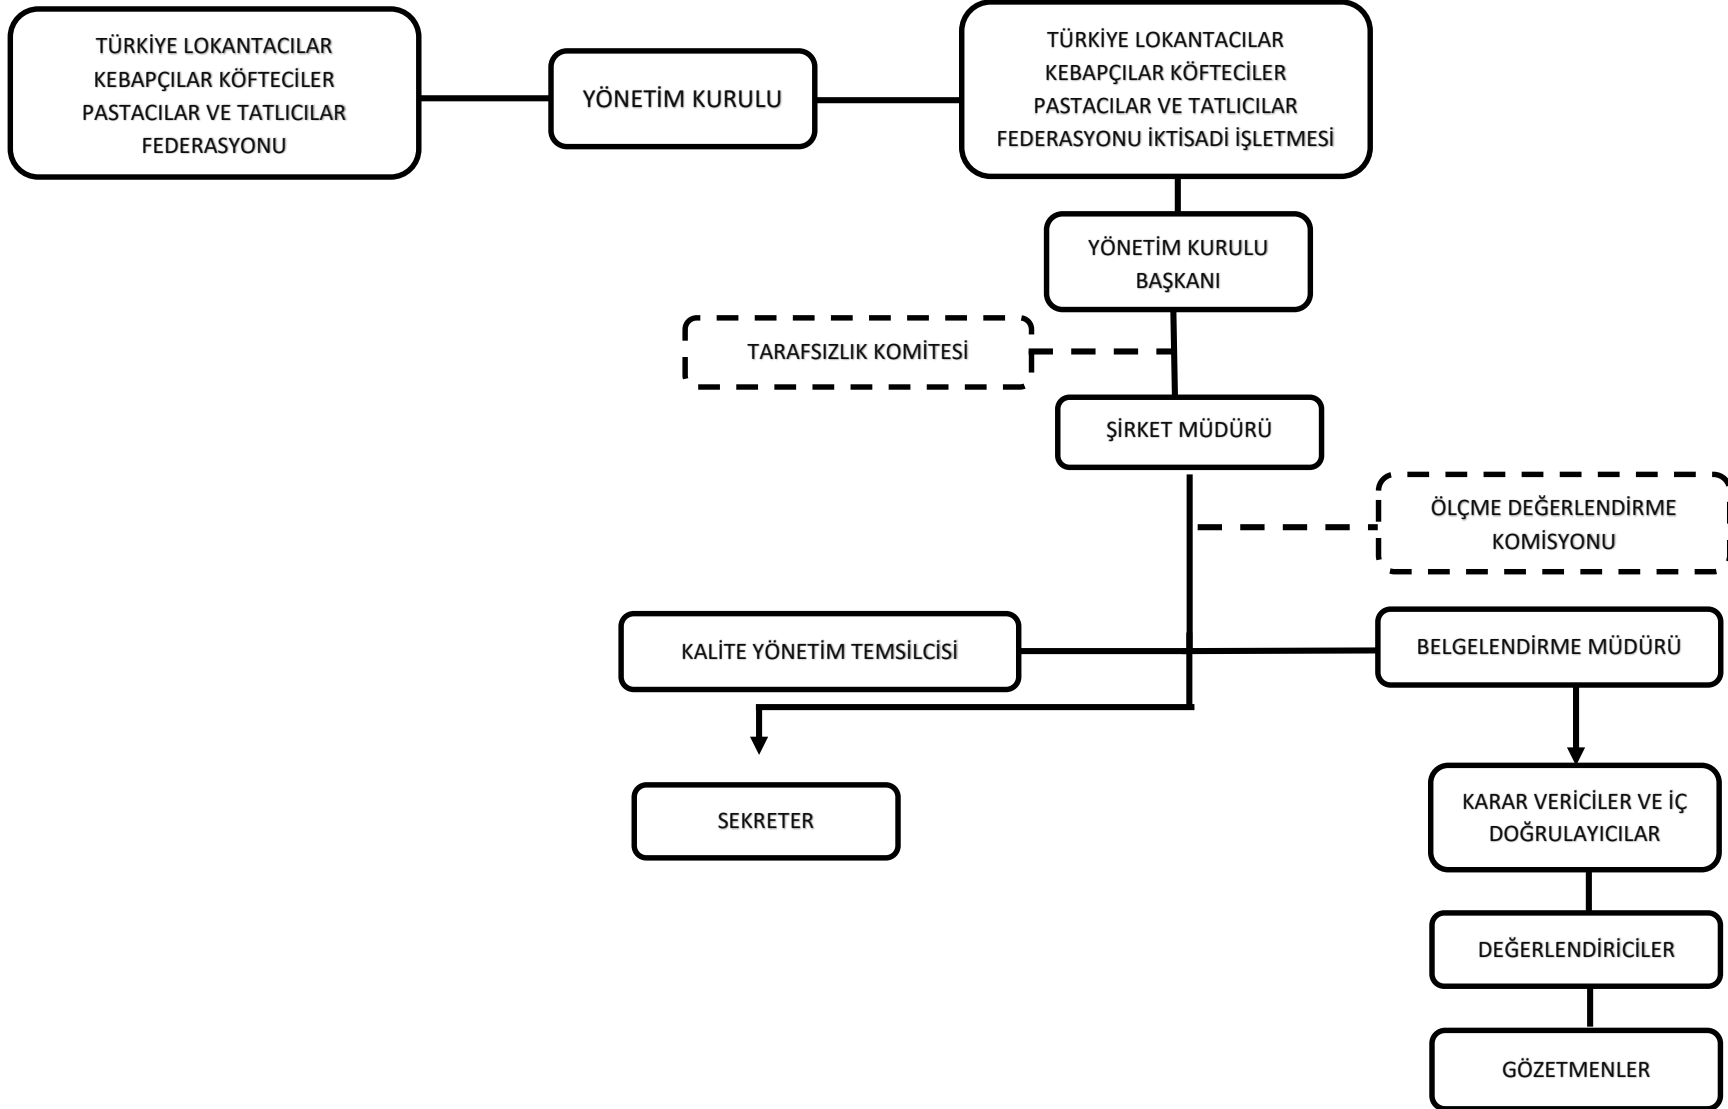 TÜRKİYE LOKANTACILAR
KEBAPÇILAR KÖFTECİLER
PASTACILAR VE TATLICILAR
FEDERASYONU
YÖNETİM KURULU
TÜRKİYE LOKANTACILAR
KEBAPÇILAR KÖFTECİLER
PASTACILAR VE TATLICILAR
FEDERASYONU İKTİSADİ İŞLETMESİ
YÖNETİM KURULU
BAŞKANI
TARAFSIZLIK KOMİTESİ
ŞİRKET MÜDÜRÜ
ÖLÇME DEĞERLENDİRME
KOMİSYONU
KALİTE YÖNETİM TEMSİLCİSİ
BELGELENDİRME MÜDÜRÜ
SEKRETER
KARAR VERİCİLER VE İÇ
DOĞRULAYICILAR
DEĞERLENDİRİCİLER
GÖZETMENLER